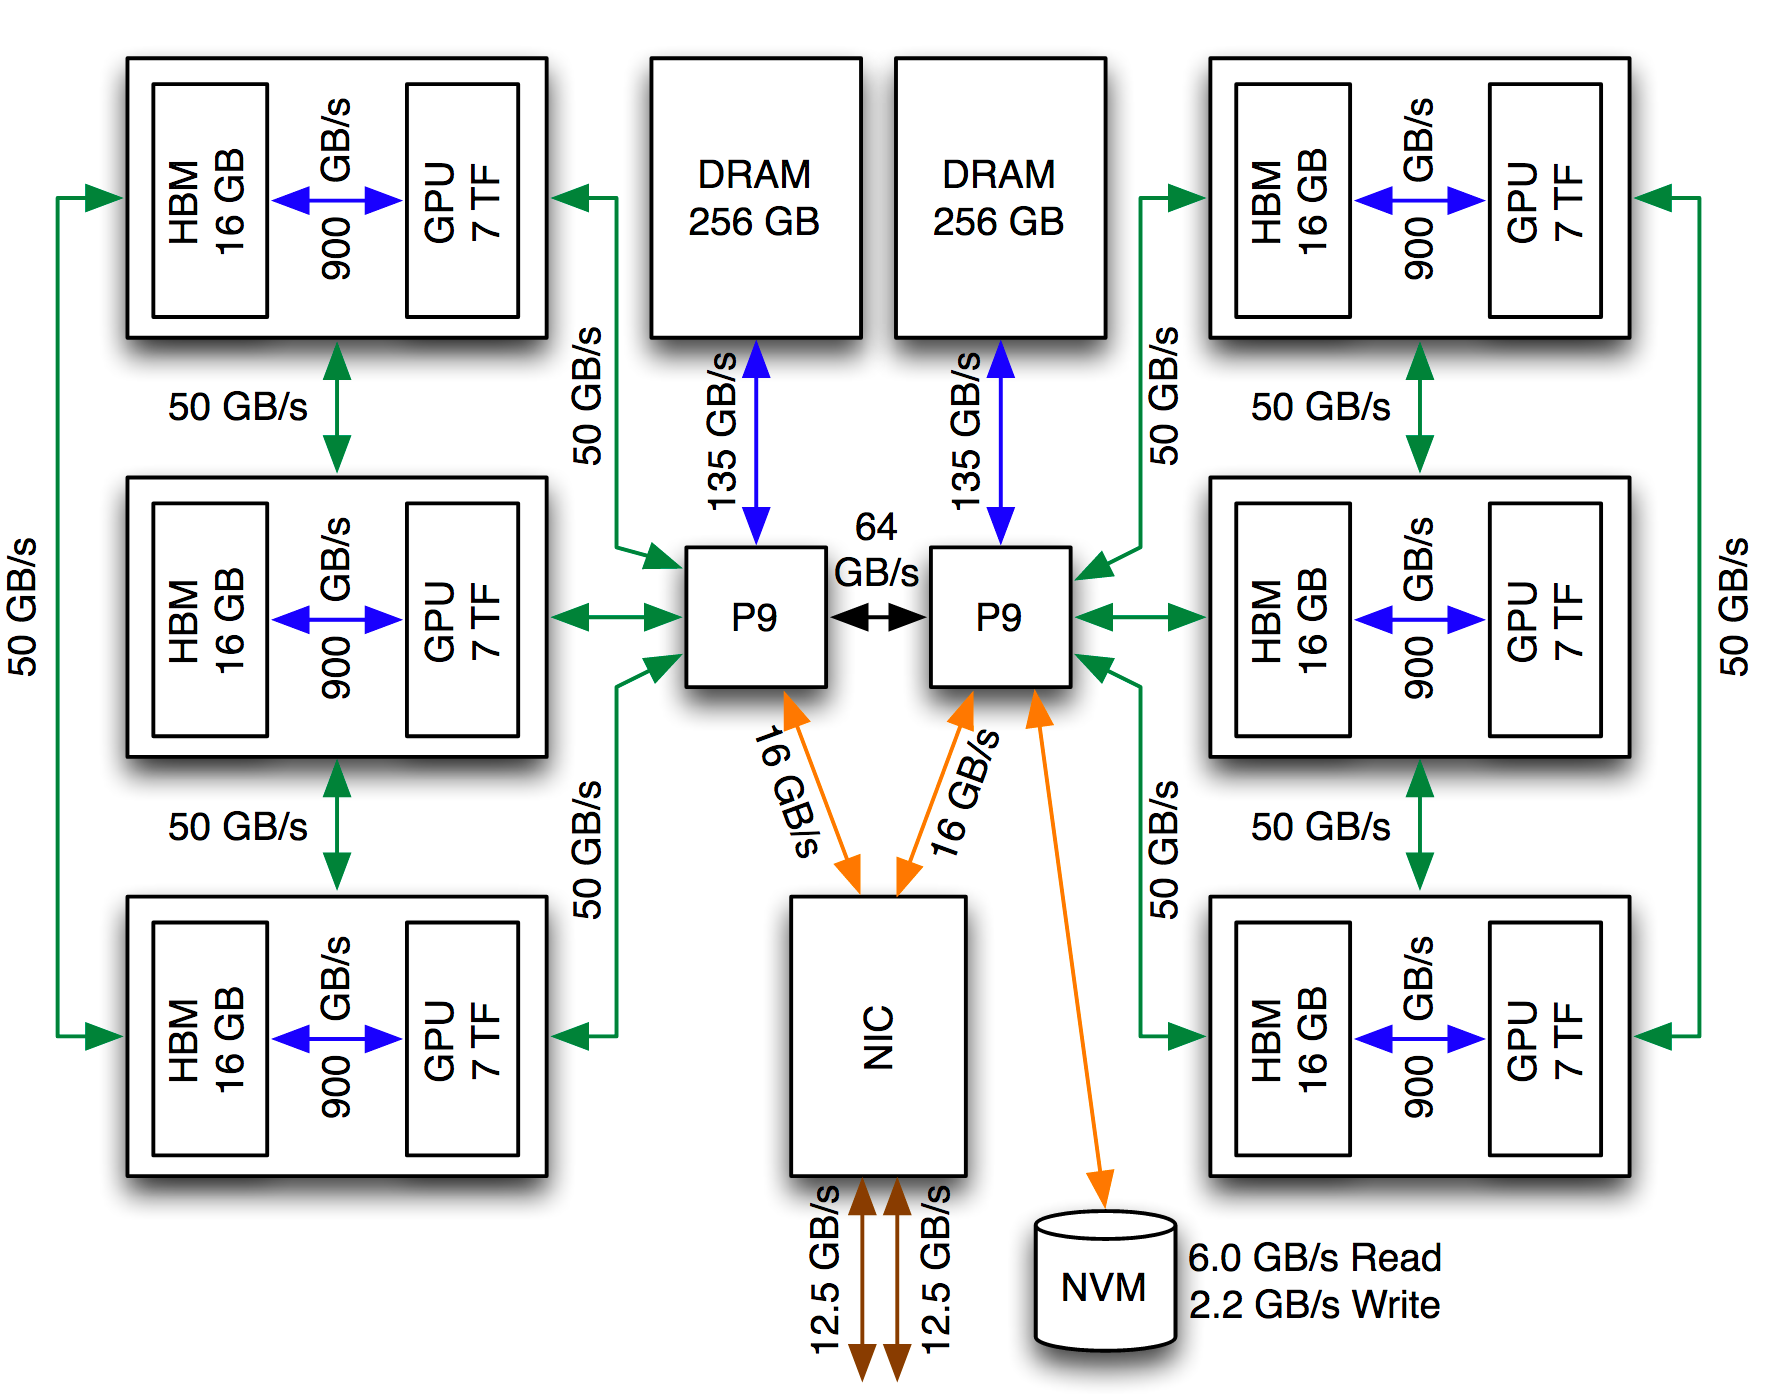 HBM
16 GB
900 GB/s
GPU
7 TF
DRAM
256 GB
DRAM
256 GB
HBM
16 GB
900 GB/s
GPU
7 TF
50 GB/s
50 GB/s
135 GB/s
135 GB/s
50 GB/s
50 GB/s
50 GB/s
HBM
16 GB
900 GB/s
GPU
7 TF
P9
64
GB/s
P9
HBM
16 GB
900 GB/s
GPU
7 TF
50 GB/s
50 GB/s
50 GB/s
16 GB/s
16 GB/s
50 GB/s
50 GB/s
HBM
16 GB
900 GB/s
GPU
7 TF
NIC
HBM
16 GB
900 GB/s
GPU
7 TF
12.5 GB/s
12.5 GB/s
NVM
6.0 GB/s Read
2.2 GB/s Write